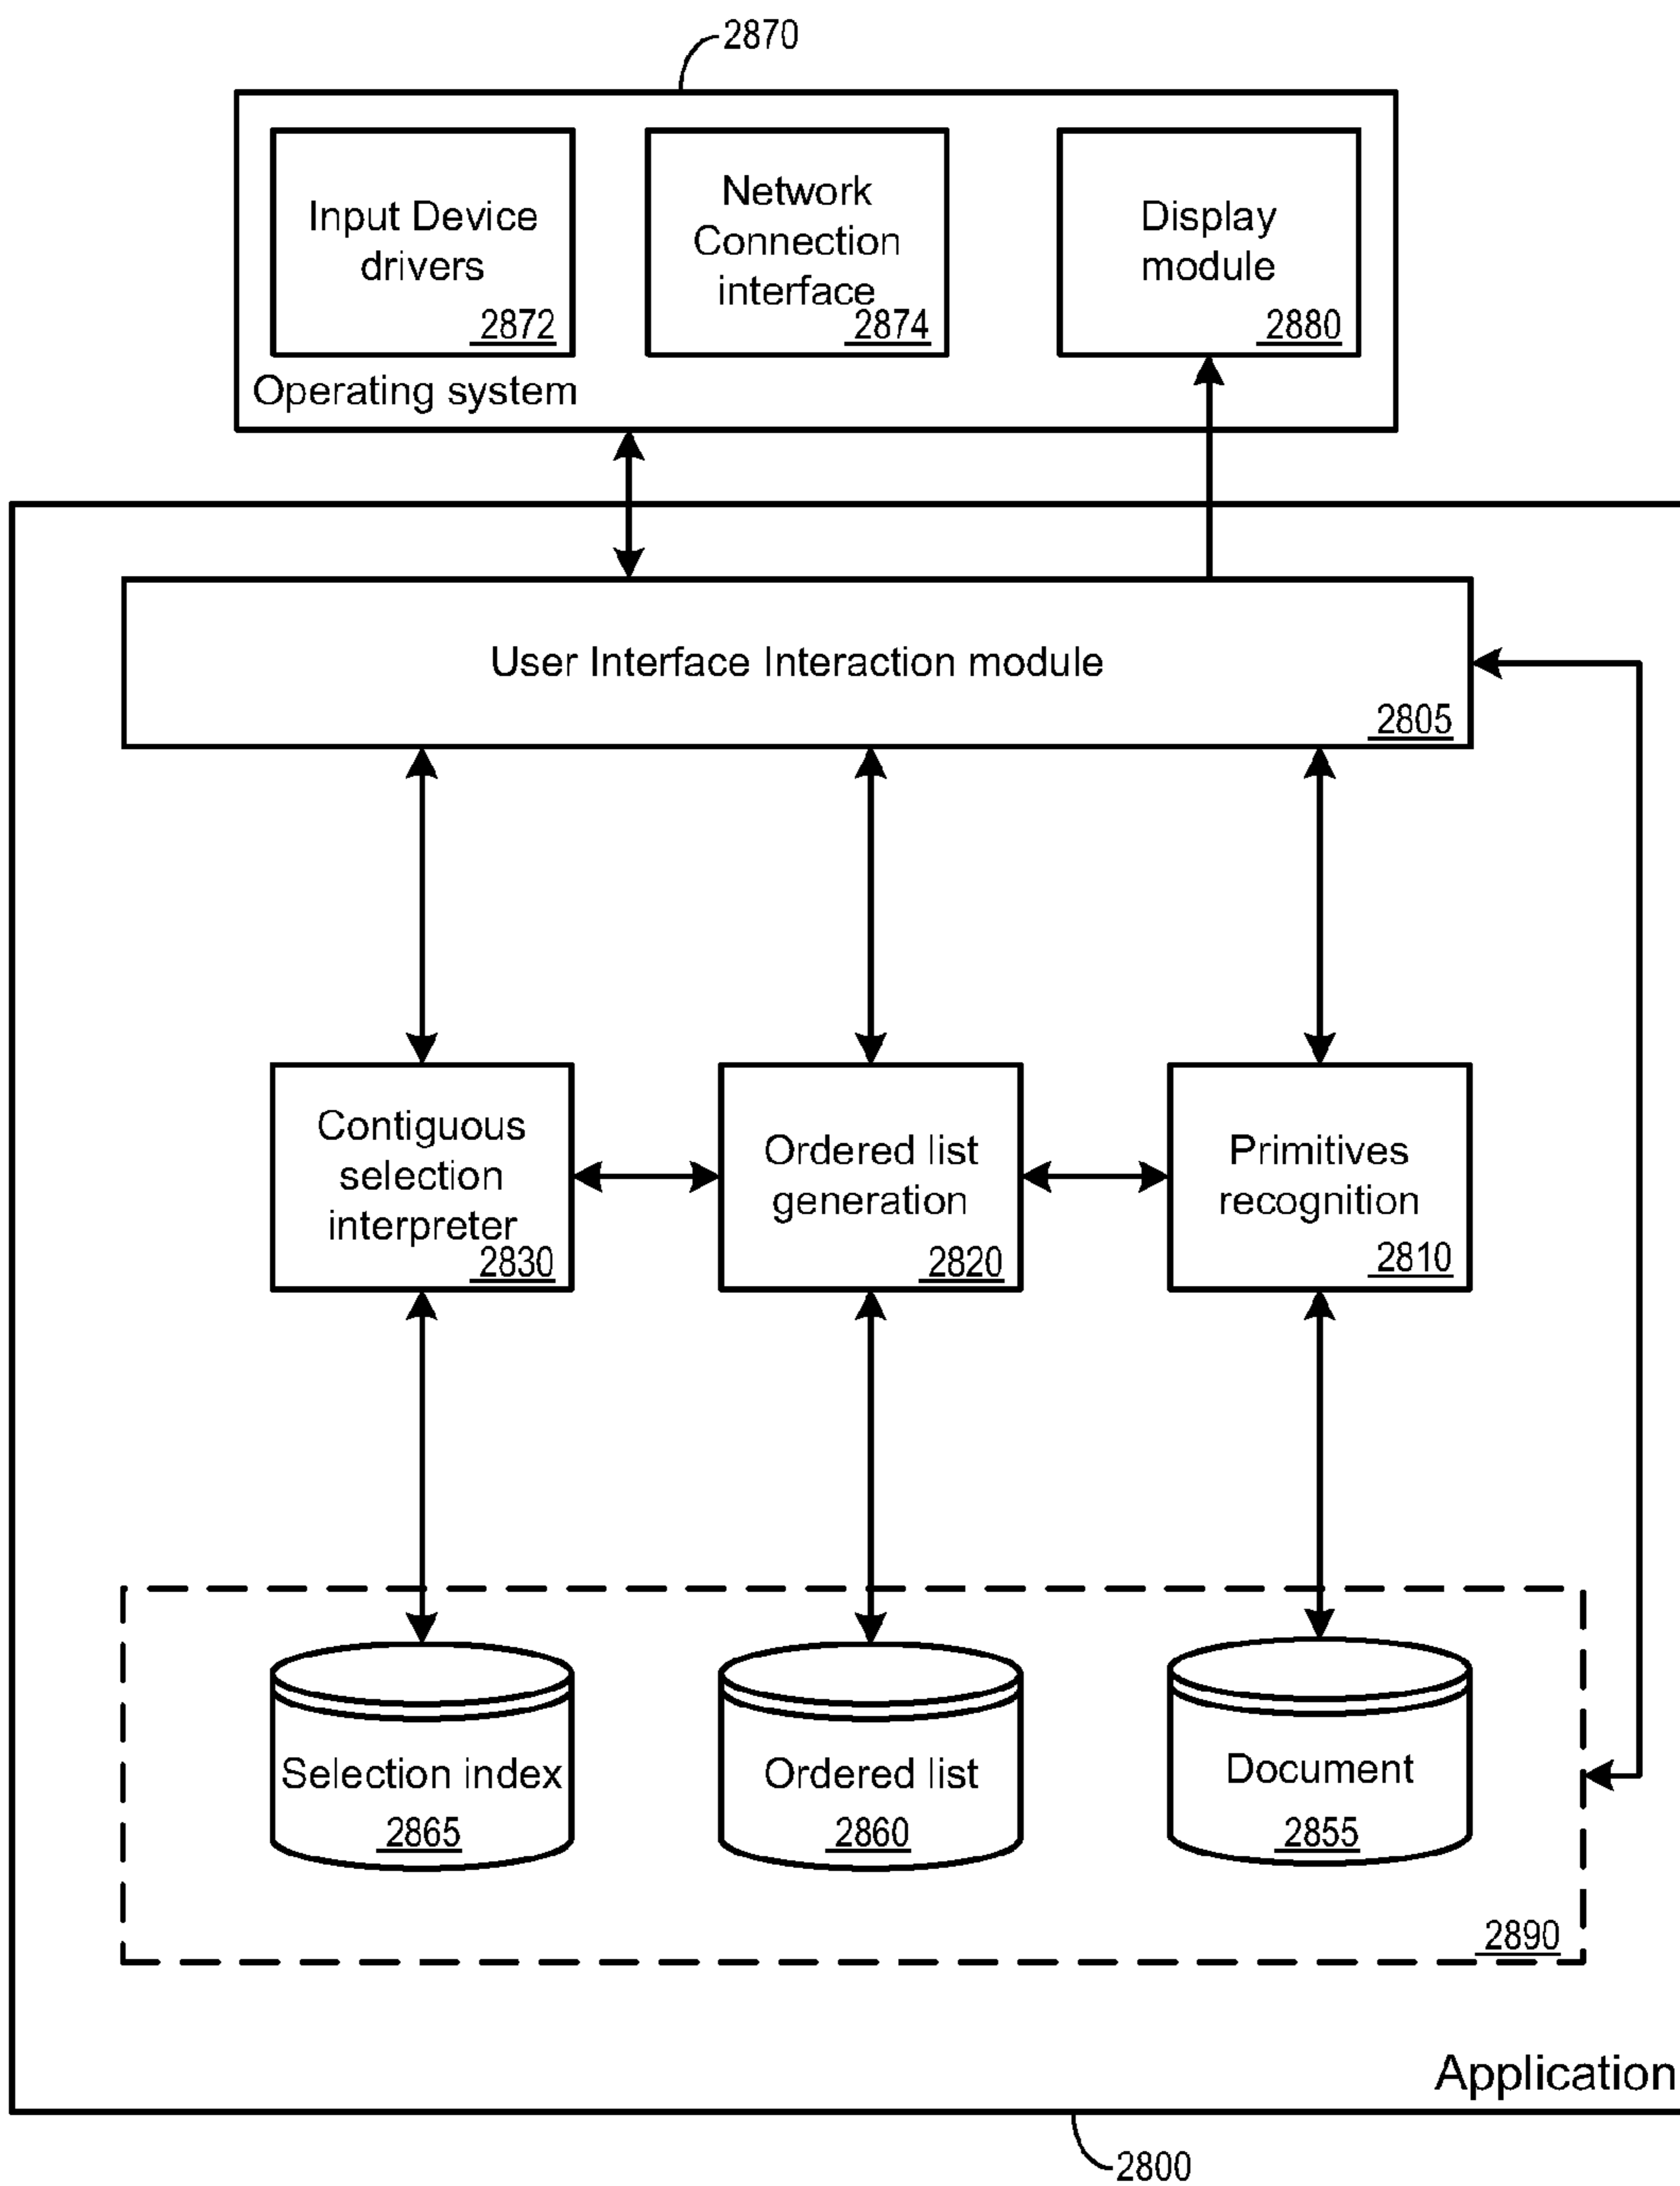 2870
Input Device
drivers
2872
Network
Connection
interface
2874
Display
module
2880
Operating system
User Interface Interaction module
2805
Contiguous
selection
interpreter
2830
Ordered list
generation
2820
Primitives
recognition
2810
Selection index
2865
Ordered list
2860
Document
2855
2890
Application
2800